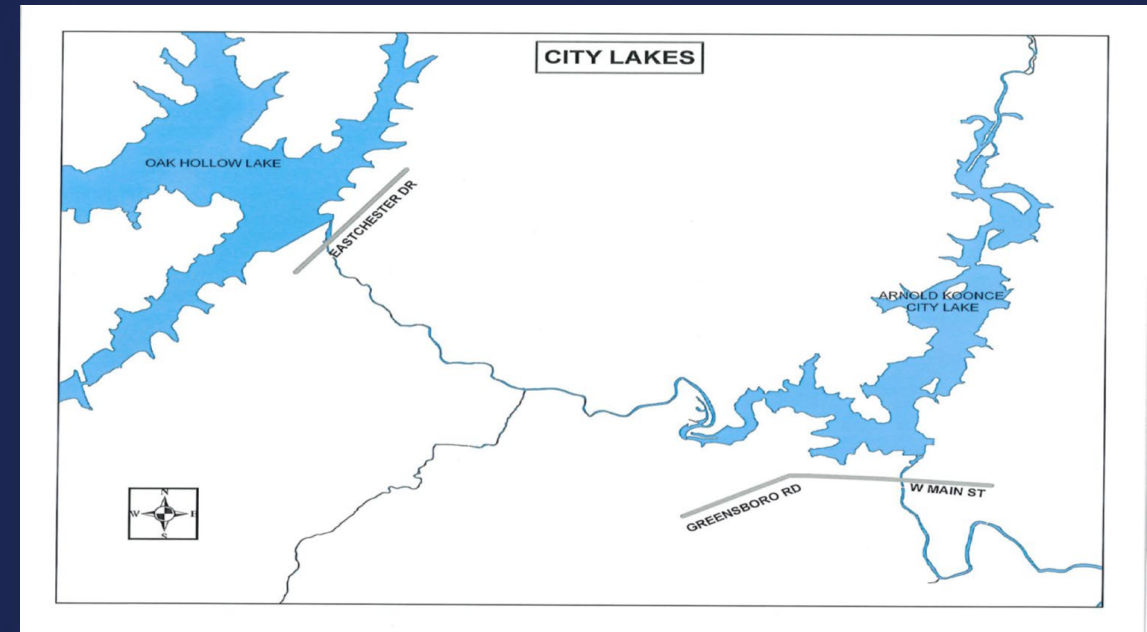 CITY LAKES
OAK HOLLOW LAKE
EASTCHESTER DR
ARNOLD KOONCE
CITY LAKE
GREENSBORO RD
W MAIN ST
N
W E
S